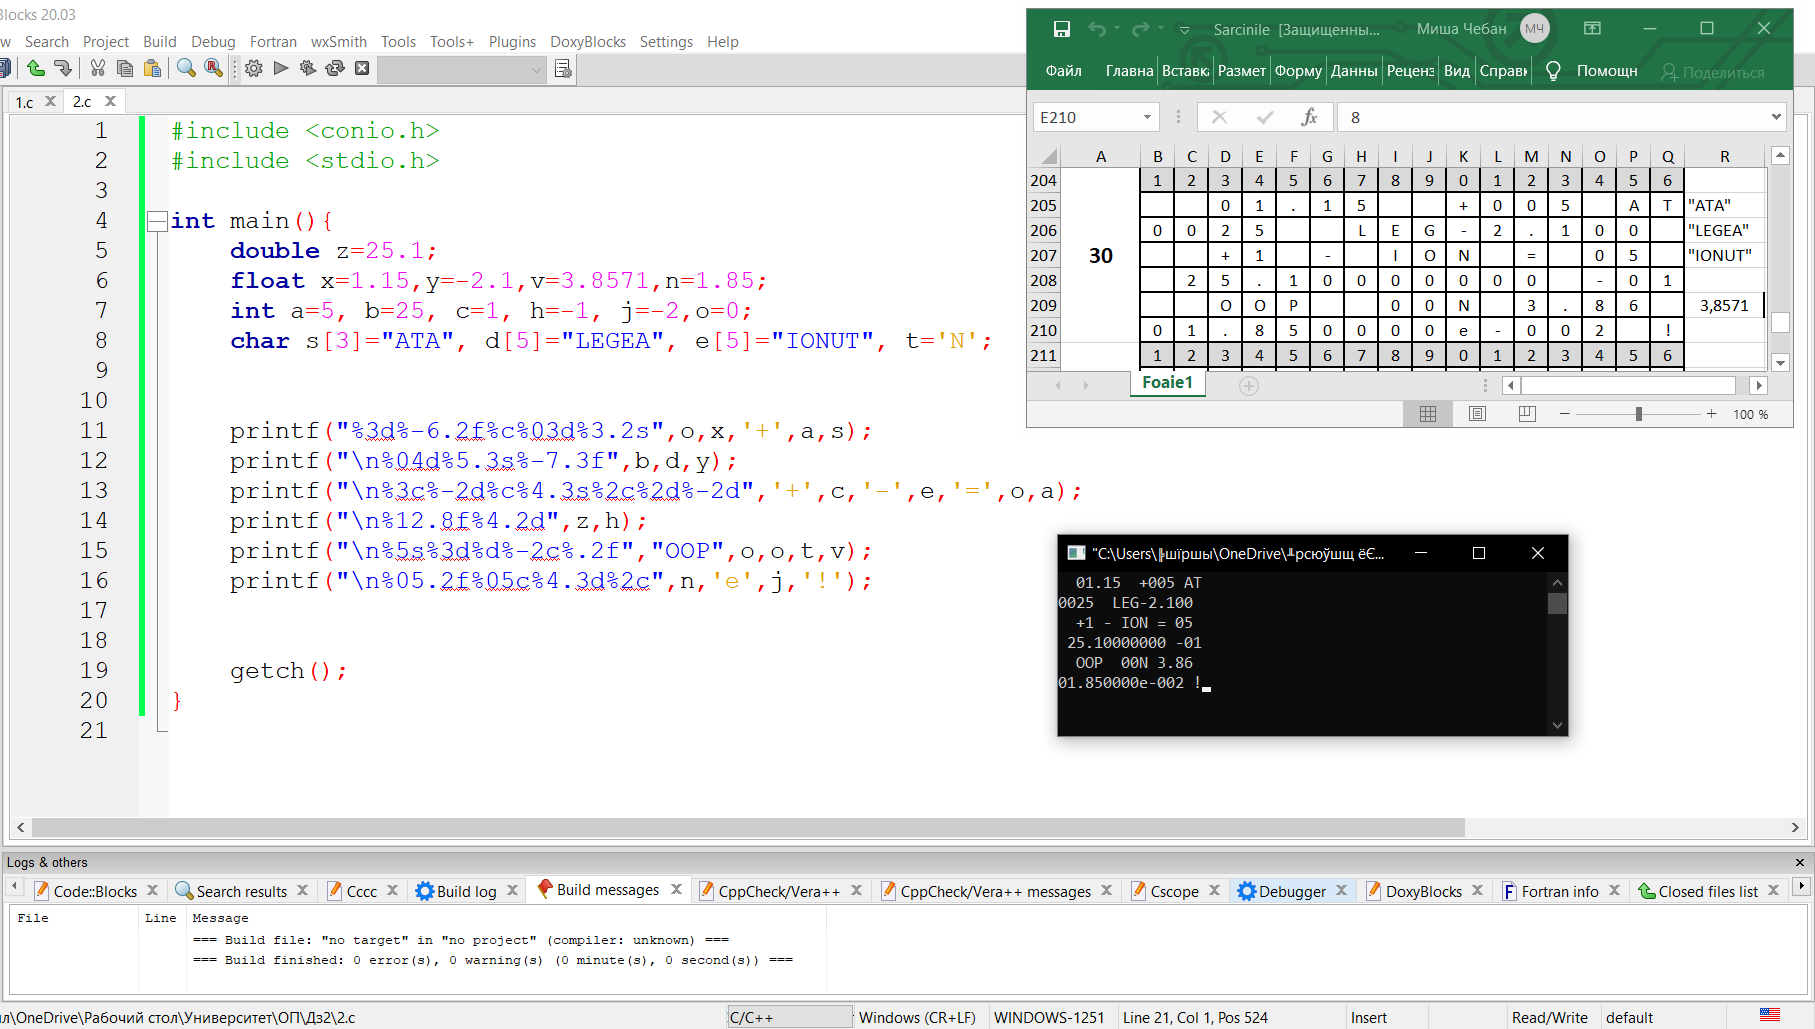 Blocks 20.03
w Search Project Build Debug Fortran wxSmith Tools Tools+ Plugins DoxyBlocks Settings Help
1.c 2.c
1 #include <conio.h>
2 #include <stdio.h>
3
4 int main(){
5 double z=25.1;
6 float x=1.15,y=-2.1,v=3.8571,n=1.85;
7 int a=5, b=25, c=1, h=-1, j=-2,o=0;
8 char s[3]="ATA", d[5]="LEGEA", e[5]="IONUT", t='N';
9
10
11 printf("%3d%-6.2f%c%03d%3.2s",o,x,'+',a,s);
12 printf("\n%04d%5.3s%-7.3f",b,d,y);
13 printf("\n%3c%-2d%c%4.3s%2c%2d%-2d",'+',c,'-',e,'=',o,a);
14 printf("\n%12.8f%4.2d",z,h);
15 printf("\n%5s%3d%d%-2c%.2f","OOP",o,o,t,v);
16 printf("\n%05.2f%05c%4.3d%2c",n,'e',j,'!');
17
18
19 getch();
20 }
21
Sarcinile [Защищенны... Миша Чебан МЧ
Файл Главна Вставка Размет Форму Данны Реценз Вид Справк Помощн Поделиться
E210 fx 8
A B C D E F G H I J K L M N O P Q R
204 1 2 3 4 5 6 7 8 9 0 1 2 3 4 5 6
205 0 1 . 1 5 + 0 0 5 A T "ATA"
206 0 0 2 5 L E G - 2 . 1 0 0 "LEGEA"
207 30 + 1 - I O N = 0 5 "IONUT"
208 2 5 . 1 0 0 0 0 0 0 0 - 0 1
209 O O P 0 0 N 3 . 8 6 3,8571
210 0 1 . 8 5 0 0 0 0 e - 0 0 2 !
211 1 2 3 4 5 6 7 8 9 0 1 2 3 4 5 6
Foaie1
100 %
"C:\Users\╠шїршы\OneDrive\╨рсюўшщ ёЄ...
01.15 +005 AT
0025 LEG-2.100
+1 - ION = 05
25.10000000 -01
OOP 00N 3.86
01.850000e-002 !
Logs & others
Code::Blocks Search results Cccc Build log Build messages CppCheck/Vera++ CppCheck/Vera++ messages Cscope Debugger DoxyBlocks Fortran info Closed files list
File Line Message
=== Build file: "no target" in "no project" (compiler: unknown) ===
=== Build finished: 0 error(s), 0 warning(s) (0 minute(s), 0 second(s)) ===
л\OneDrive\Рабочий стол\Университет\ОП\Дз2\2.c C/C++ Windows (CR+LF) WINDOWS-1251 Line 21, Col 1, Pos 524 Insert Read/Write default